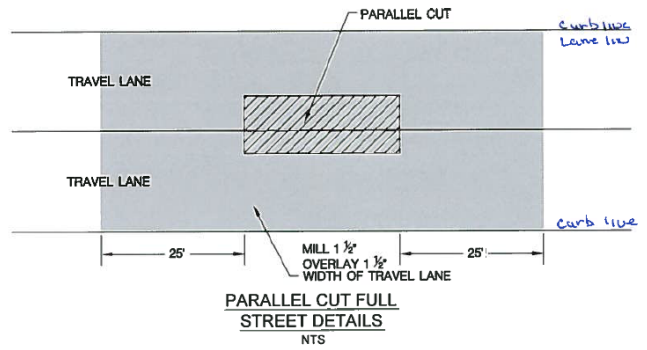 PARALLEL CUT
Curb line
Lane line
TRAVEL LANE
TRAVEL LANE
Curb line
25'
MILL 1 ½"
OVERLAY 1 ½"
WIDTH OF TRAVEL LANE
25'
PARALLEL CUT FULL
STREET DETAILS
NTS